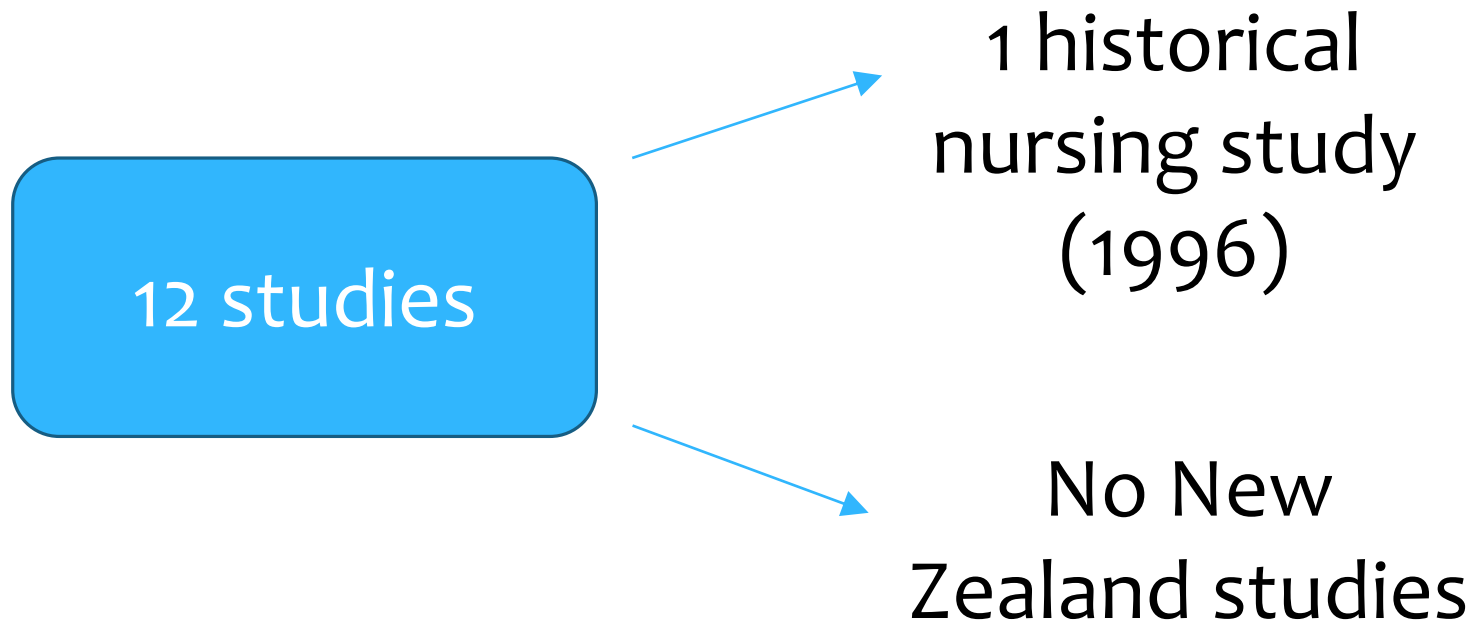 12 studies
1 historical
nursing study
(1996)
No New
Zealand studies